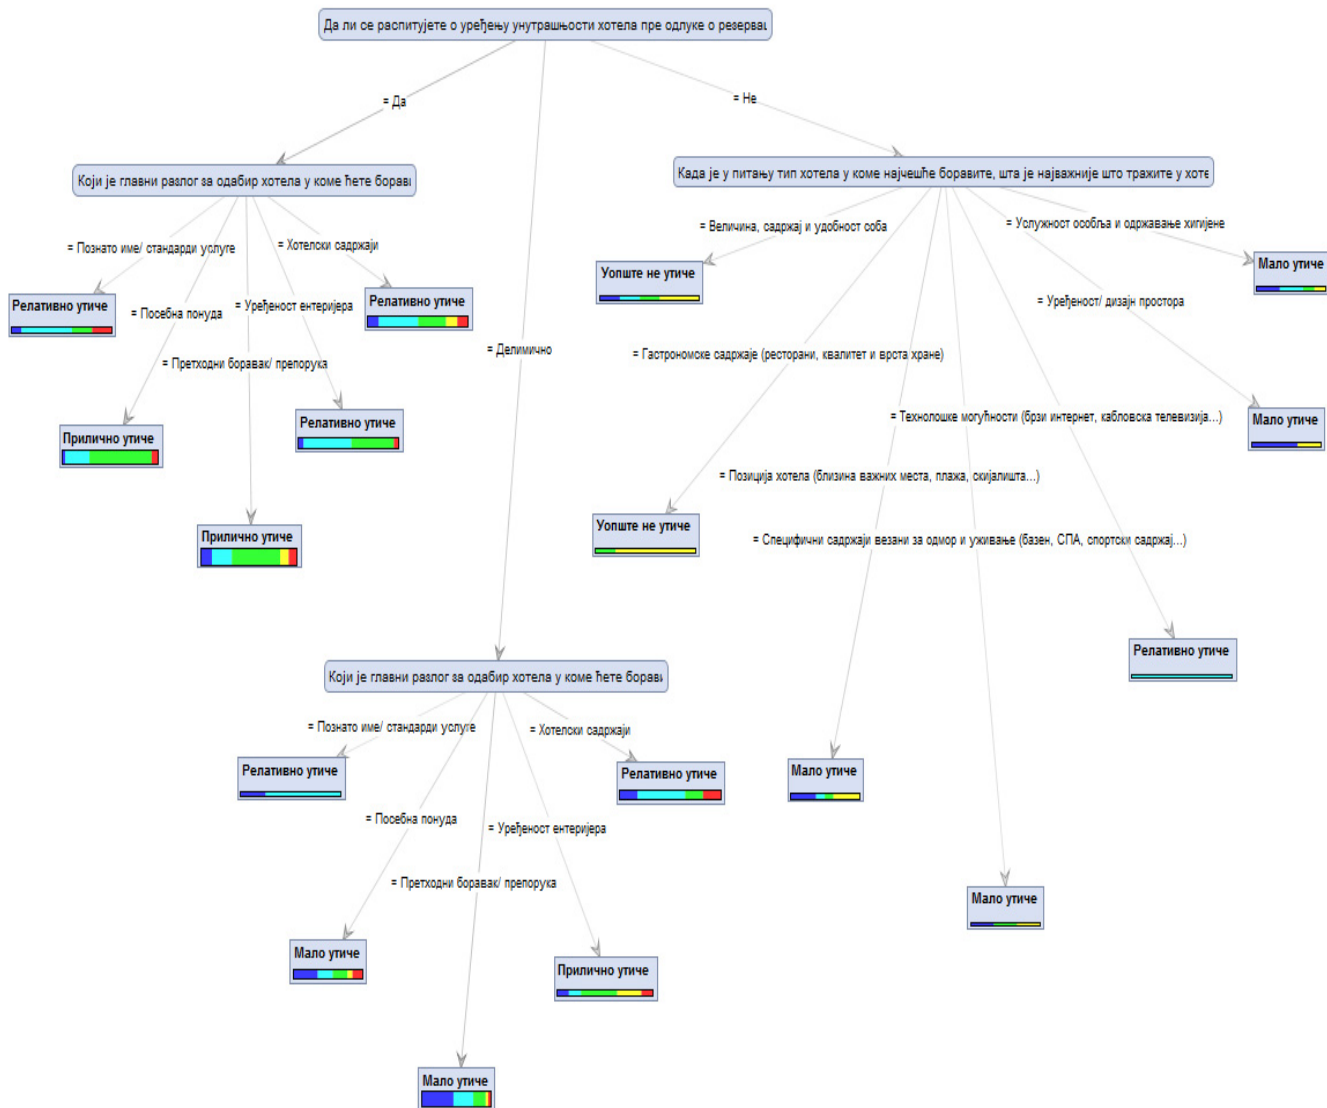 Да ли се распитујете о уређењу унутрашњости хотела пре одлуке о резервац
= Да
= Не
Који је главни разлог за одабир хотела у коме ћете борави
Када је у питању тип хотела у коме најчешће боравите, шта је најважније што тражите у хоте
= Познато име/ стандарди услуге
= Хотелски садржаји
= Величина, садржај и удобност соба
= Услужност особља и одржавање хигијене
Релативно утиче
= Посебна понуда
= Уређеност ентеријера
Релативно утиче
Уопште не утиче
Мало утиче
= Уређеност/ дизајн простора
= Претходни боравак/ препорука
= Делимично
= Гастрономске садржаје (ресторани, квалитет и врста хране)
Прилично утиче
Релативно утиче
= Технолошке могућности (брзи интернет, кабловска телевизија...)
Мало утиче
= Позиција хотела (близина важних места, плажа, скијалишта...)
Прилично утиче
Уопште не утиче
= Специфични садржаји везани за одмор и уживање (базен, СПА, спортски садржај...)
Релативно утиче
Који је главни разлог за одабир хотела у коме ћете борави
= Познато име/ стандарди услуге
= Хотелски садржаји
Релативно утиче
Релативно утиче
Мало утиче
= Посебна понуда
= Уређеност ентеријера
= Претходни боравак/ препорука
Мало утиче
Мало утиче
Прилично утиче
Мало утиче